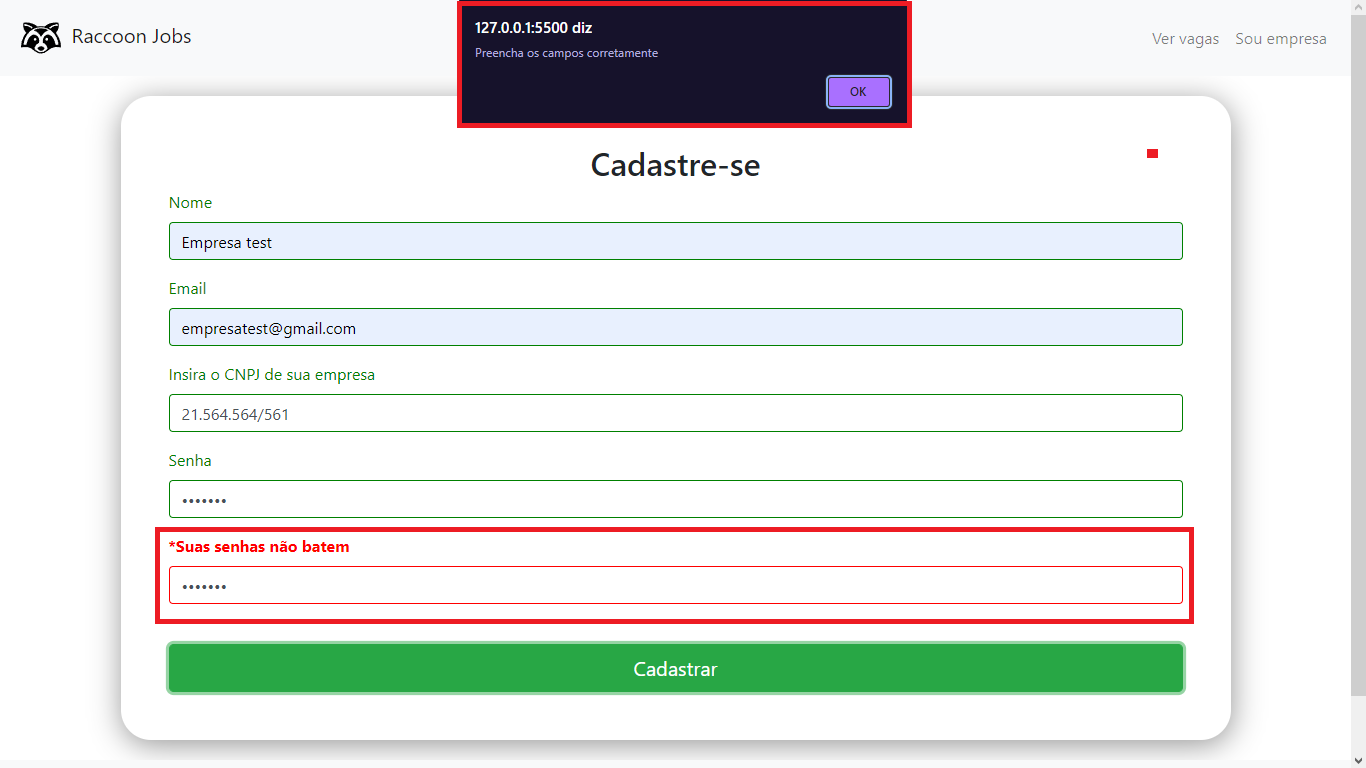 Raccoon Jobs
127.0.0.1:5500 diz
Preencha os campos corretamente
OK
Ver vagas
Sou empresa
Cadastre-se
Nome
Empresa test
Email
empresatest@gmail.com
Insira o CNPJ de sua empresa
21.564.564/561
Senha
•••••••
*Suas senhas não batem
•••••••
Cadastrar